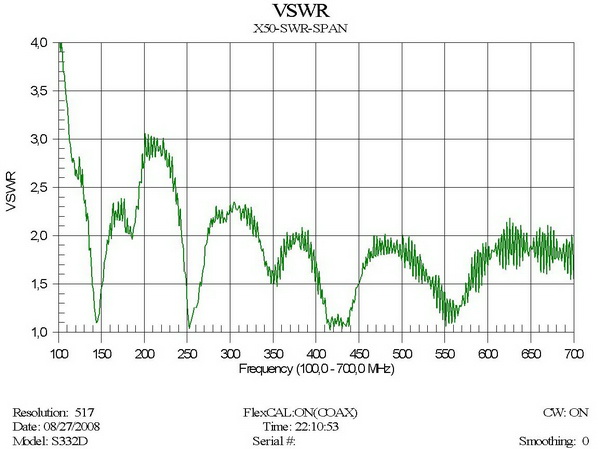 VSWR
X50-SWR-SPAN
4,0
3,5
3,0
2,5
2,0
1,5
1,0
VSWR
100 150 200 250 300 350 400 450 500 550 600 650 700
Frequency (100,0 - 700,0 MHz)
Resolution: 517 FlexCAL:ON(COAX) CW: ON
Date: 08/27/2008 Time: 22:10:53
Model: S332D Serial #: Smoothing: 0